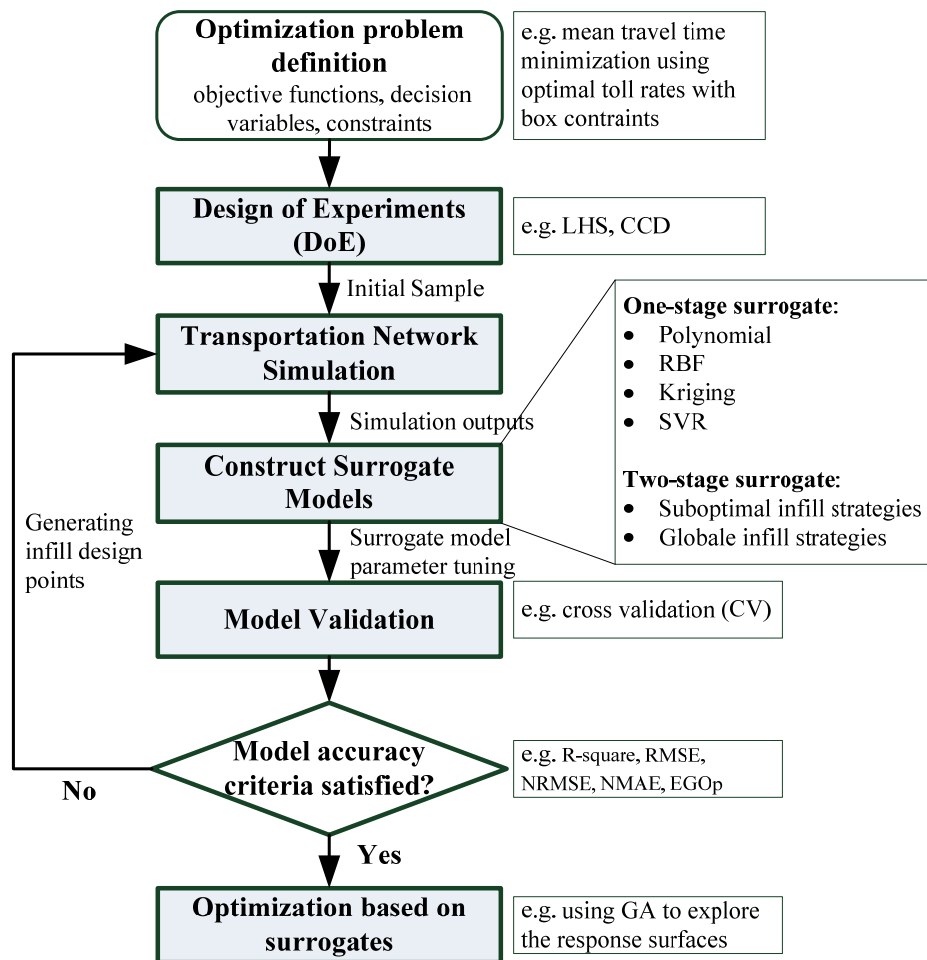 Optimization problem
definition
objective functions, decision
variables, constraints
e.g. mean travel time
minimization using
optimal toll rates with
box contraints
Design of Experiments
(DoE)
e.g. LHS, CCD
Initial Sample
Transportation Network
Simulation
Simulation outputs
One-stage surrogate:
• Polynomial
• RBF
• Kriging
• SVR
Two-stage surrogate:
• Suboptimal infill strategies
• Globale infill strategies
Construct Surrogate
Models
Generating
infill design
points
Surrogate model
parameter tuning
Model Validation
e.g. cross validation (CV)
Model accuracy
criteria satisfied?
e.g. R-square, RMSE,
NRMSE, NMAE, EGOp
No
Yes
Optimization based on
surrogates
e.g. using GA to explore
the response surfaces